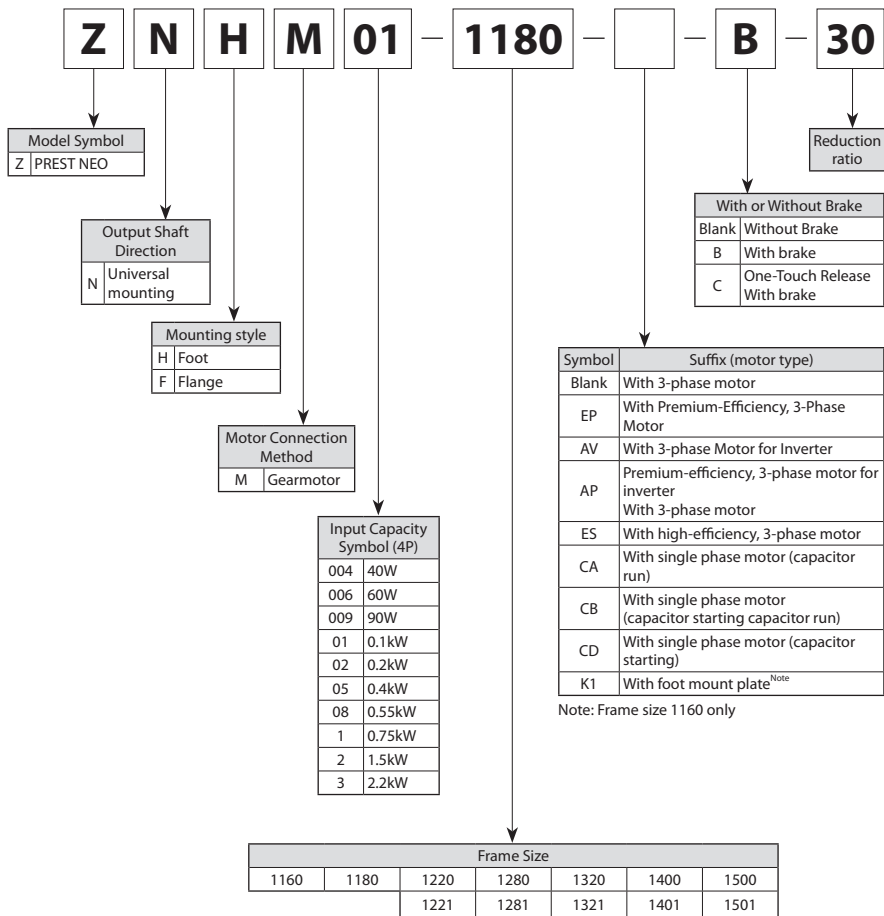 Z N H M 01 — 1180 — — B — 30
Model Symbol
Z PREST NEO
Output Shaft
Direction
N Universal
mounting
Mounting style
H Foot
F Flange
Motor Connection
Method
M Gearmotor
Input Capacity
Symbol (4P)
004 40W
006 60W
009 90W
01 0.1kW
02 0.2kW
05 0.4kW
08 0.55kW
1 0.75kW
2 1.5kW
3 2.2kW
Frame Size
1160 1180 1220 1280 1320 1400 1500
1221 1281 1321 1401 1501
Symbol Suffix (motor type)
Blank With 3-phase motor
EP With Premium-Efficiency, 3-Phase
Motor
AV With 3-phase Motor for Inverter
AP Premium-efficiency, 3-phase motor for
inverter
With 3-phase motor
ES With high-efficiency, 3-phase motor
CA With single phase motor (capacitor
run)
CB With single phase motor
(capacitor starting capacitor run)
CD With single phase motor (capacitor
starting)
K1 With foot mount plate Note
Note: Frame size 1160 only
With or Without Brake
Blank Without Brake
B With brake
C One-Touch Release
With brake
Reduction
ratio